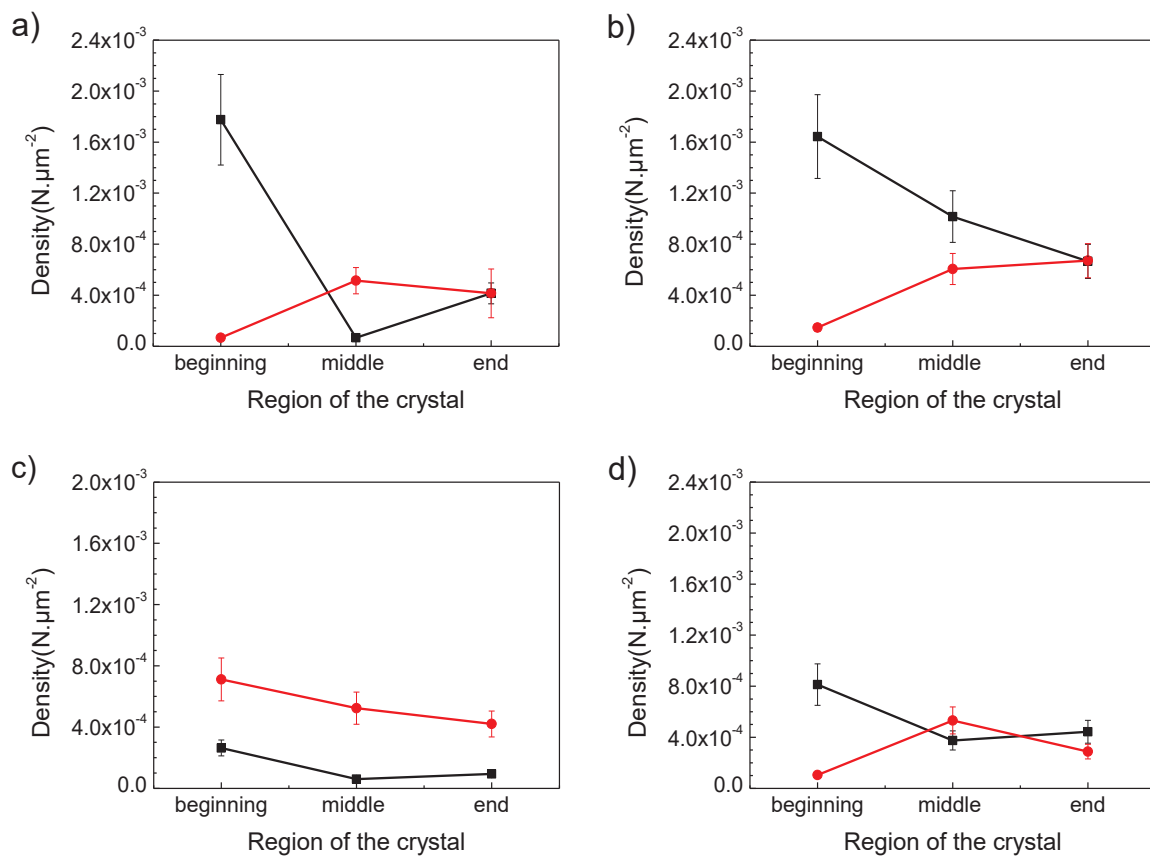 a)
2.4x10⁻³
2.0x10⁻³
1.6x10⁻³
1.2x10⁻³
8.0x10⁻⁴
4.0x10⁻⁴
0.0
Density(N.µm⁻²)
beginning middle end
Region of the crystal
b)
2.4x10⁻³
2.0x10⁻³
1.6x10⁻³
1.2x10⁻³
8.0x10⁻⁴
4.0x10⁻⁴
0.0
Density(N.µm⁻²)
beginning middle end
Region of the crystal
c)
2.0x10⁻³
1.6x10⁻³
1.2x10⁻³
8.0x10⁻⁴
4.0x10⁻⁴
0.0
Density(N.µm⁻²)
beginning middle end
Region of the crystal
d)
2.4x10⁻³
2.0x10⁻³
1.6x10⁻³
1.2x10⁻³
8.0x10⁻⁴
4.0x10⁻⁴
0.0
Density(N.µm⁻²)
beginning middle end
Region of the crystal